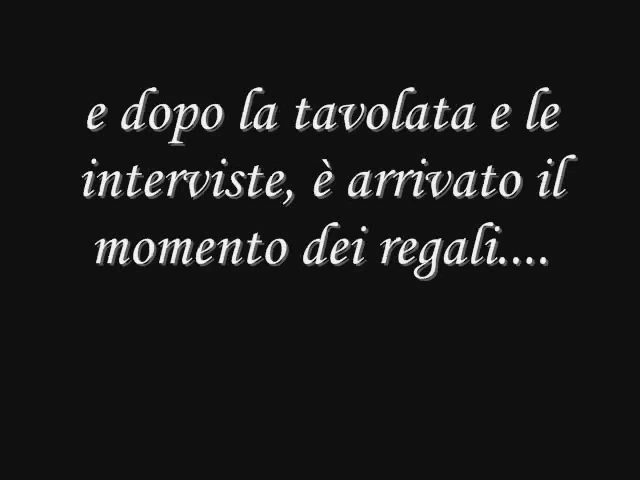 e dopo la tavolata e le
interviste, è arrivato il
momento dei regali....